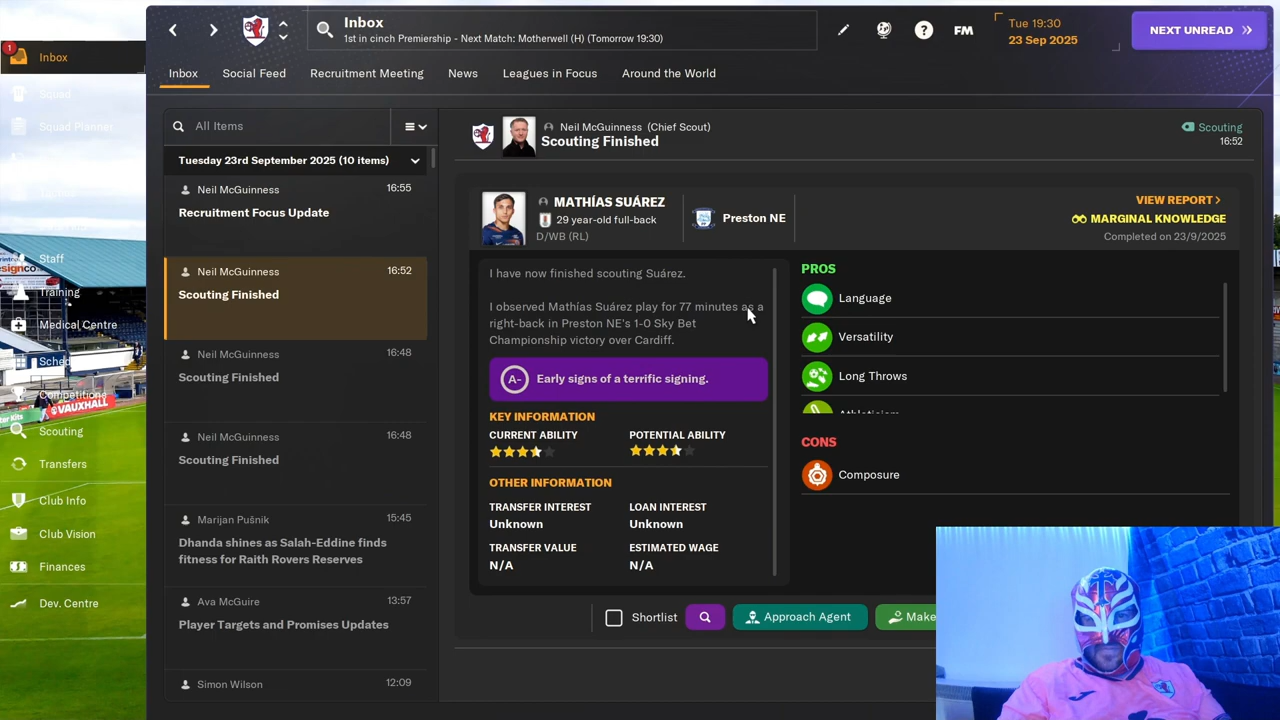 Inbox
1st in cinch Premiership - Next Match: Motherwell (H) (Tomorrow 19:30)
FM
Tue 19:30
23 Sep 2025
NEXT UNREAD
1
Inbox
Squad
Squad Planner
Staff
Training
Medical Centre
Sched
Competitions
Scouting
Transfers
Club Info
Club Vision
Finances
Dev. Centre
VAUXHALL
Inbox
Social Feed
Recruitment Meeting
News
Leagues in Focus
Around the World
All Items
Tuesday 23rd September 2025 (10 items)
Neil McGuinness 16:55
Recruitment Focus Update
Neil McGuinness 16:52
Scouting Finished
Neil McGuinness 16:48
Scouting Finished
Neil McGuinness 16:48
Scouting Finished
Marijan Pušnik 15:45
Dhanda shines as Salah-Eddine finds
fitness for Raith Rovers Reserves
Ava McGuire 13:57
Player Targets and Promises Updates
Simon Wilson 12:09
Neil McGuinness (Chief Scout)
Scouting Finished
Scouting
16:52
MATHÍAS SUÁREZ
29 year-old full-back
D/WB (RL)
Preston NE
VIEW REPORT
MARGINAL KNOWLEDGE
Completed on 23/9/2025
I have now finished scouting Suárez.
I observed Mathías Suárez play for 77 minutes as a
right-back in Preston NE's 1-0 Sky Bet
Championship victory over Cardiff.
A- Early signs of a terrific signing.
KEY INFORMATION
CURRENT ABILITY POTENTIAL ABILITY
OTHER INFORMATION
TRANSFER INTEREST LOAN INTEREST
Unknown Unknown
TRANSFER VALUE ESTIMATED WAGE
N/A N/A
PROS
Language
Versatility
Long Throws
Athleticism
CONS
Composure
Shortlist
Approach Agent
Make